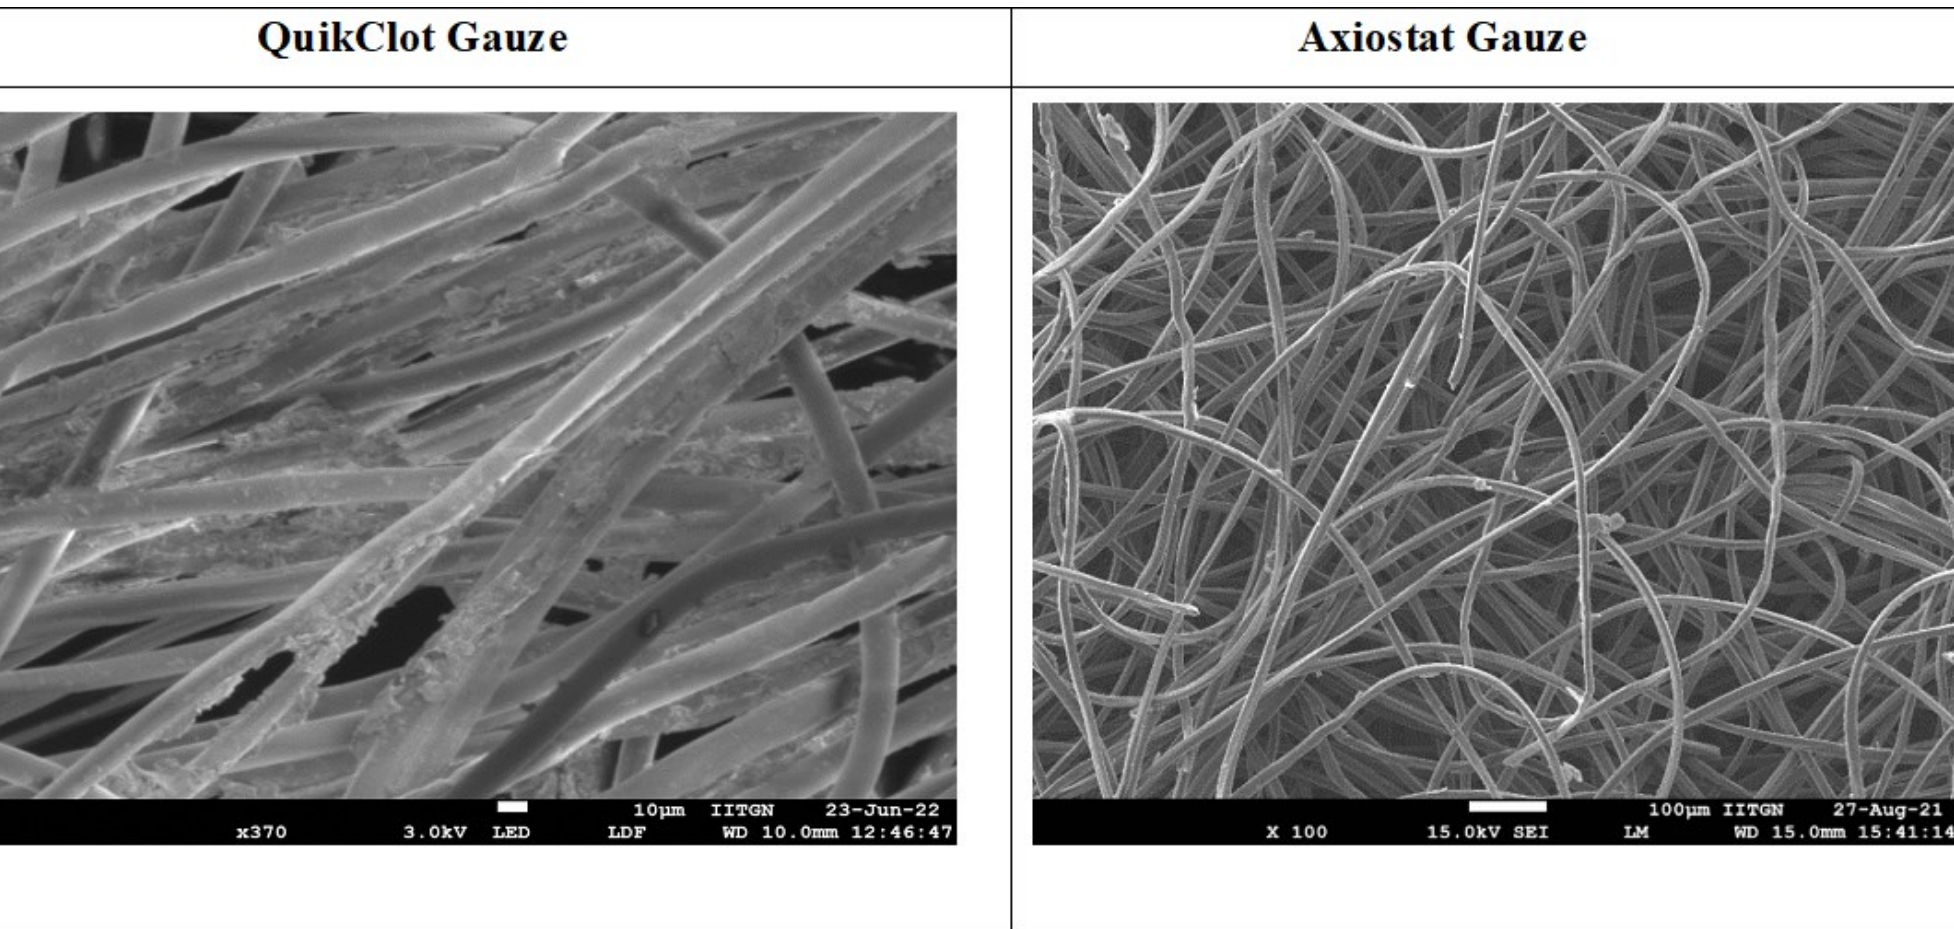 QuikClot Gauze
Axiostat Gauze
10μm IITGN 23-Jun-22
x370 3.0kV LED LDF WD 10.0mm 12:46:47
100μm IITGN 27-Aug-21
X 100 15.0kV SEI LM WD 15.0mm 15:41:14